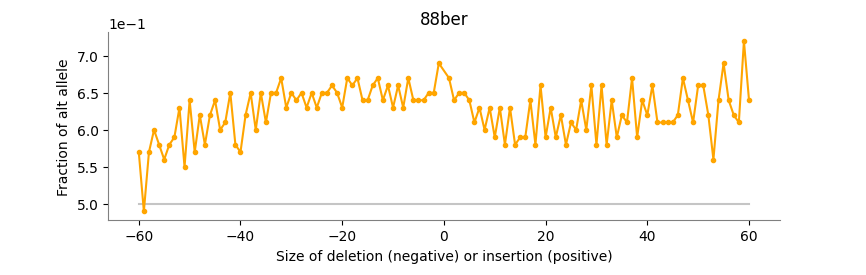 88ber
1e−1
7.0
6.5
6.0
5.5
5.0
Fraction of alt allele
−60 −40 −20 0 20 40 60
Size of deletion (negative) or insertion (positive)